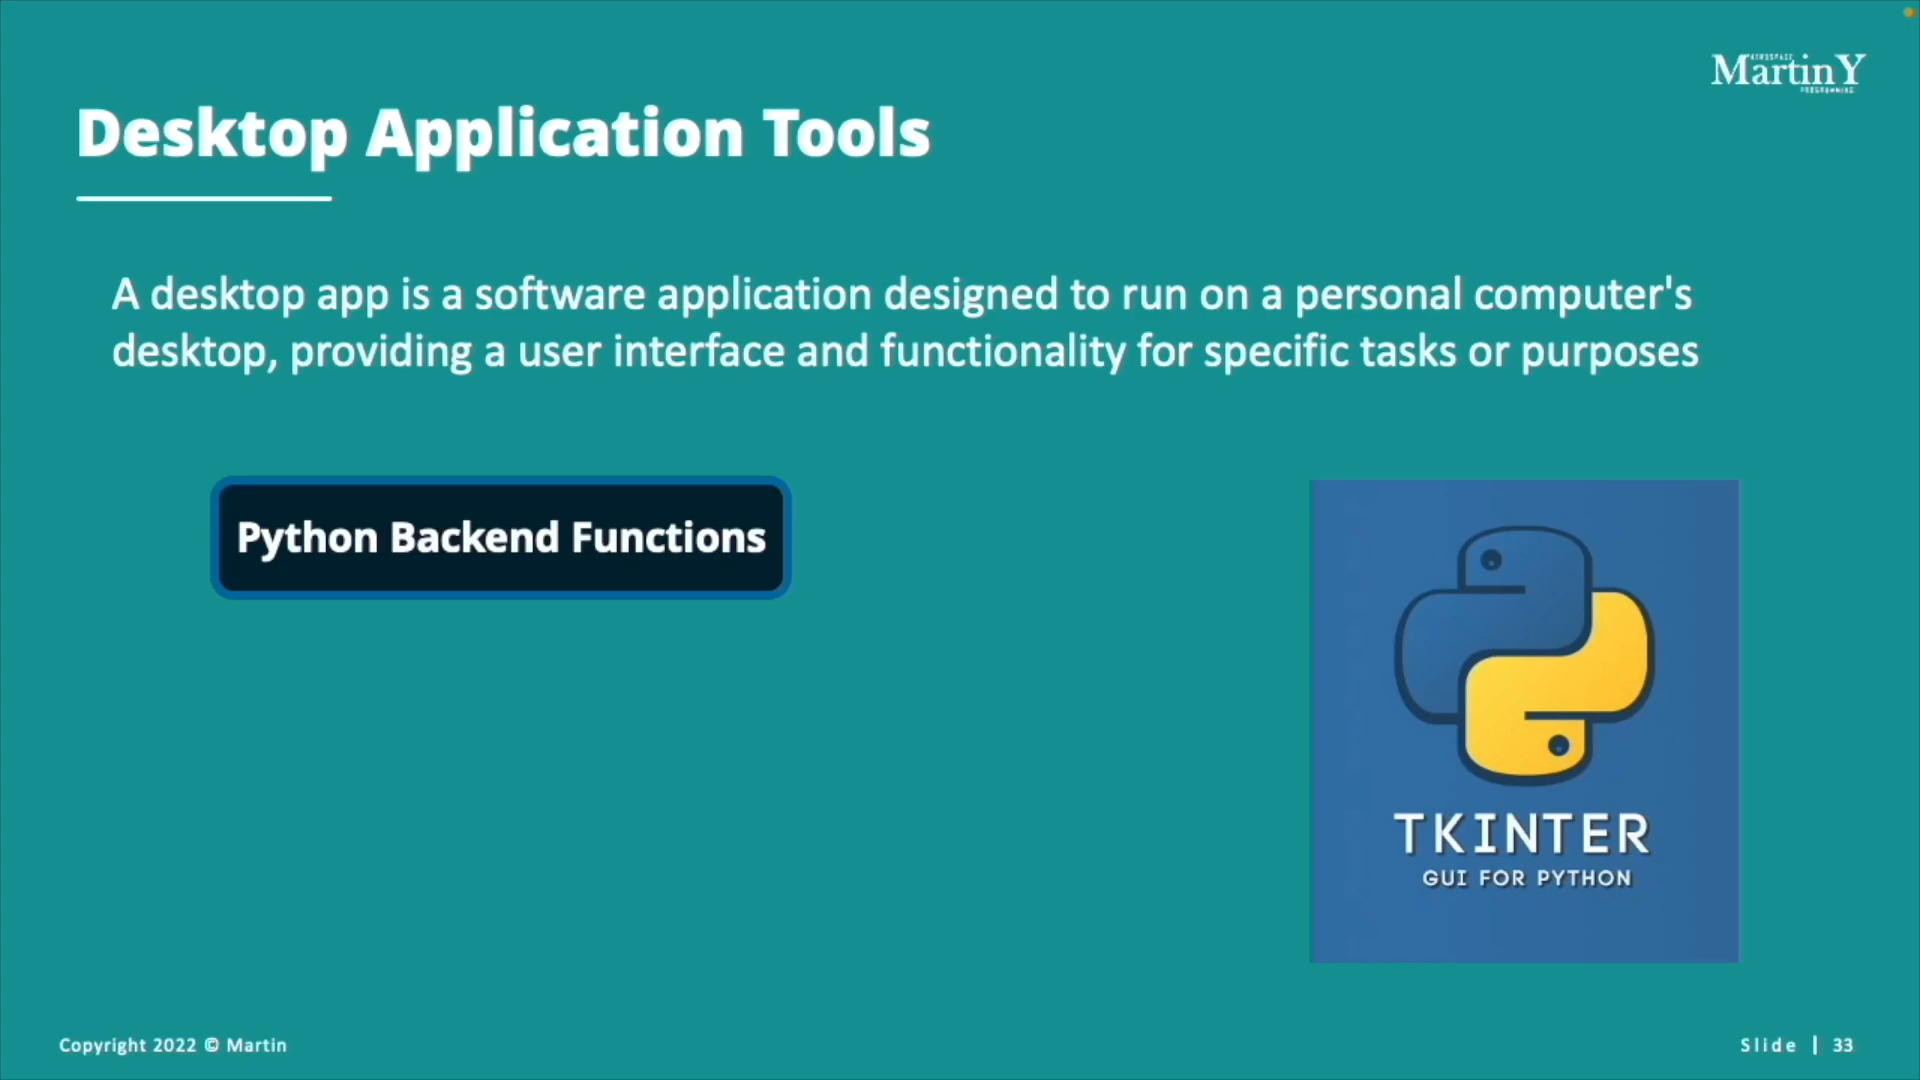 MartinY
Desktop Application Tools
A desktop app is a software application designed to run on a personal computer's
desktop, providing a user interface and functionality for specific tasks or purposes
Python Backend Functions
TKINTER
GUI FOR PYTHON
Copyright 2022 © Martin
Slide | 33